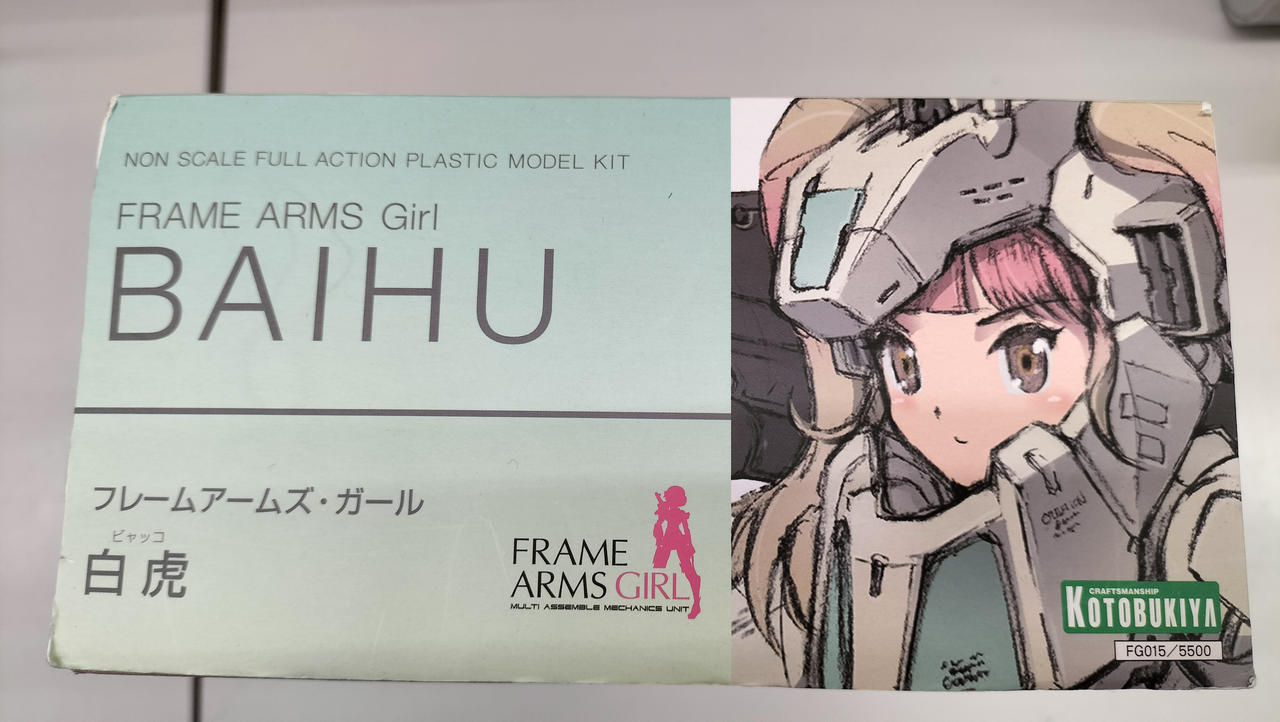 NON SCALE FULL ACTION PLASTIC MODEL KIT
FRAME ARMS Girl
BAIHU
フレームアームズ・ガール
ビャッコ
白虎
FRAME
ARMS GIRL
MULTI ASSEMBLE MECHANICS UNIT
CRAFTSMANSHIP
KOTOBUKIYA
FG015/5500